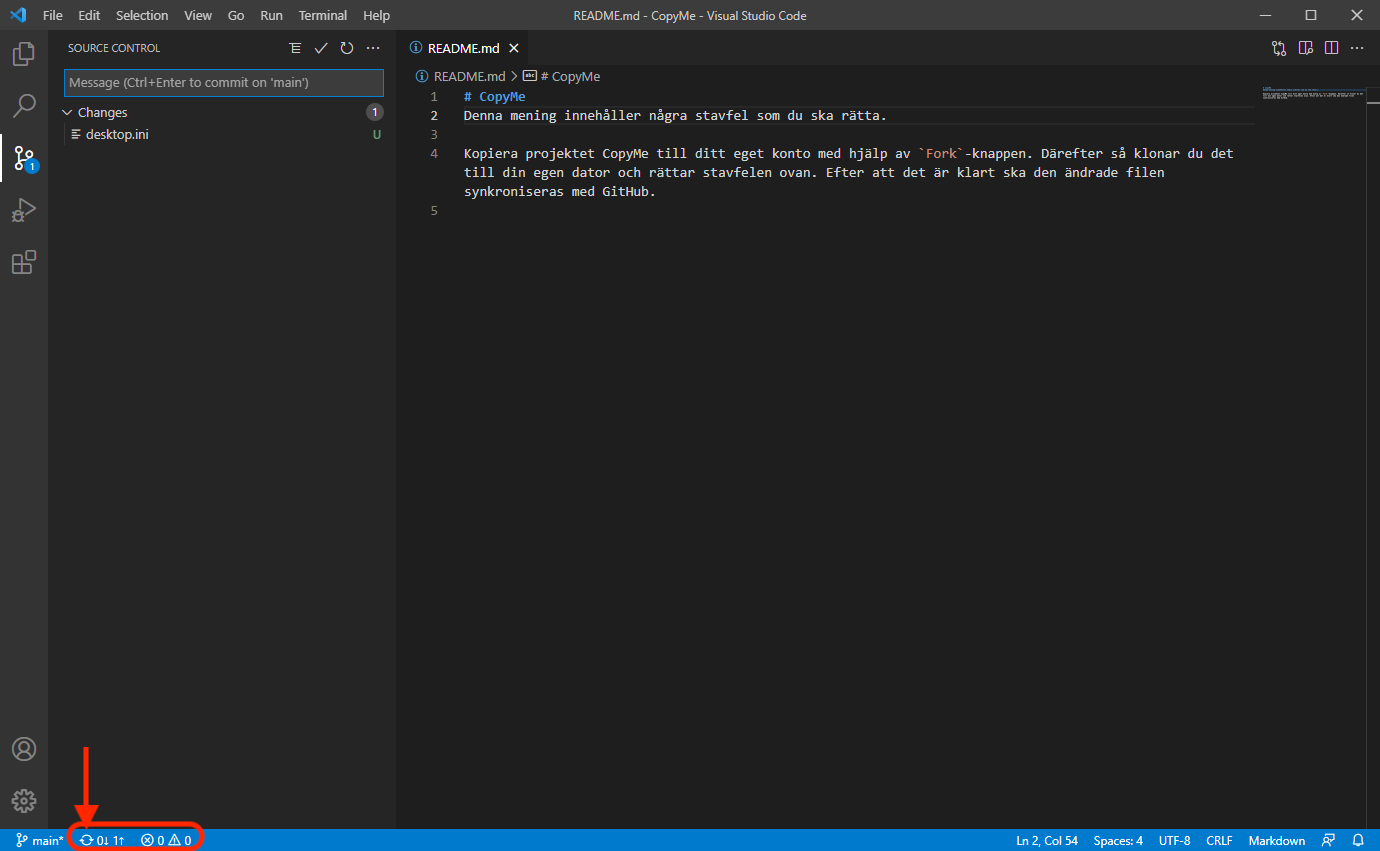 File Edit Selection View Go Run Terminal Help
README.md - CopyMe - Visual Studio Code
SOURCE CONTROL
README.md
Message (Ctrl+Enter to commit on 'main')
README.md > abc # CopyMe
Changes 1
desktop.ini U
1 # CopyMe
2 Denna mening innehåller några stavfel som du ska rätta.
3
4 Kopiera projektet CopyMe till ditt eget konto med hjälp av `Fork`-knappen. Därefter så klonar du det
till din egen dator och rättar stavfelen ovan. Efter att det är klart ska den ändrade filen
synkroniseras med GitHub.
5
1
main* 0↓ 1↑ 0 0 Ln 2, Col 54 Spaces: 4 UTF-8 CRLF Markdown